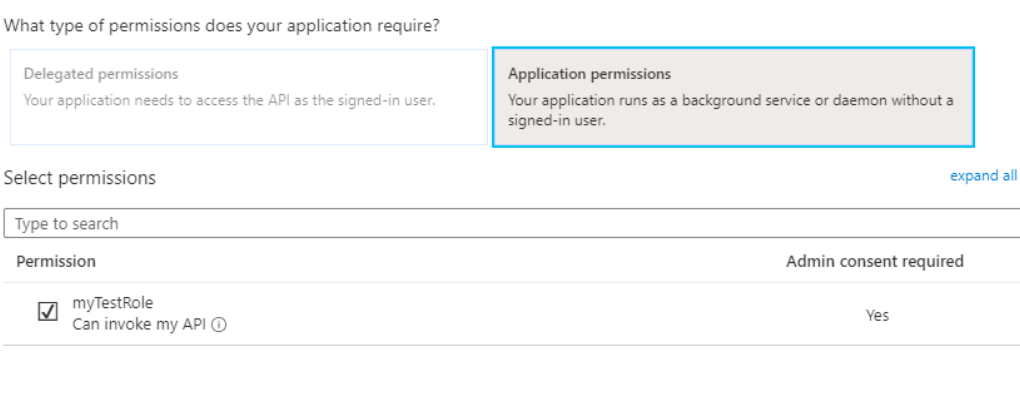 What type of permissions does your application require?
Delegated permissions
Your application needs to access the API as the signed-in user.
Application permissions
Your application runs as a background service or daemon without a
signed-in user.
Select permissions
expand all
Type to search
Permission
Admin consent required
myTestRole
Can invoke my API
Yes